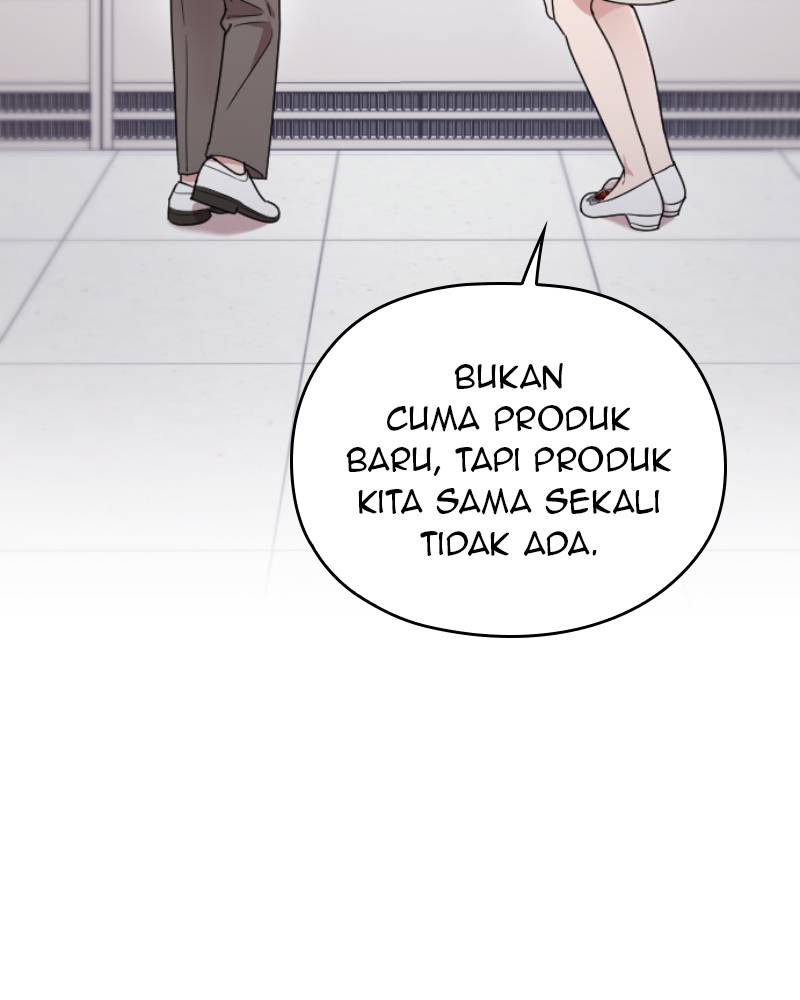 BUKAN
CUMA PRODUK
BARU, TAPI PRODUK
KITA SAMA SEKALI
TIDAK ADA.